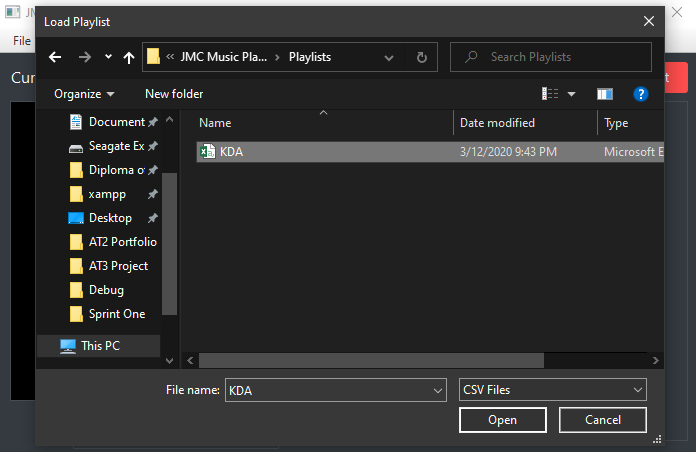 JMC
Load Playlist
File
« JMC Music Pla... > Playlists
Search Playlists
Cur
t
Organize
New folder
Name
Date modified
Type
Document
Seagate Ex
Diploma o
xampp
Desktop
AT2 Portfolio
AT3 Project
Debug
Sprint One
This PC
KDA
3/12/2020 9:43 PM
Microsoft E
File name:
KDA
CSV Files
Open
Cancel